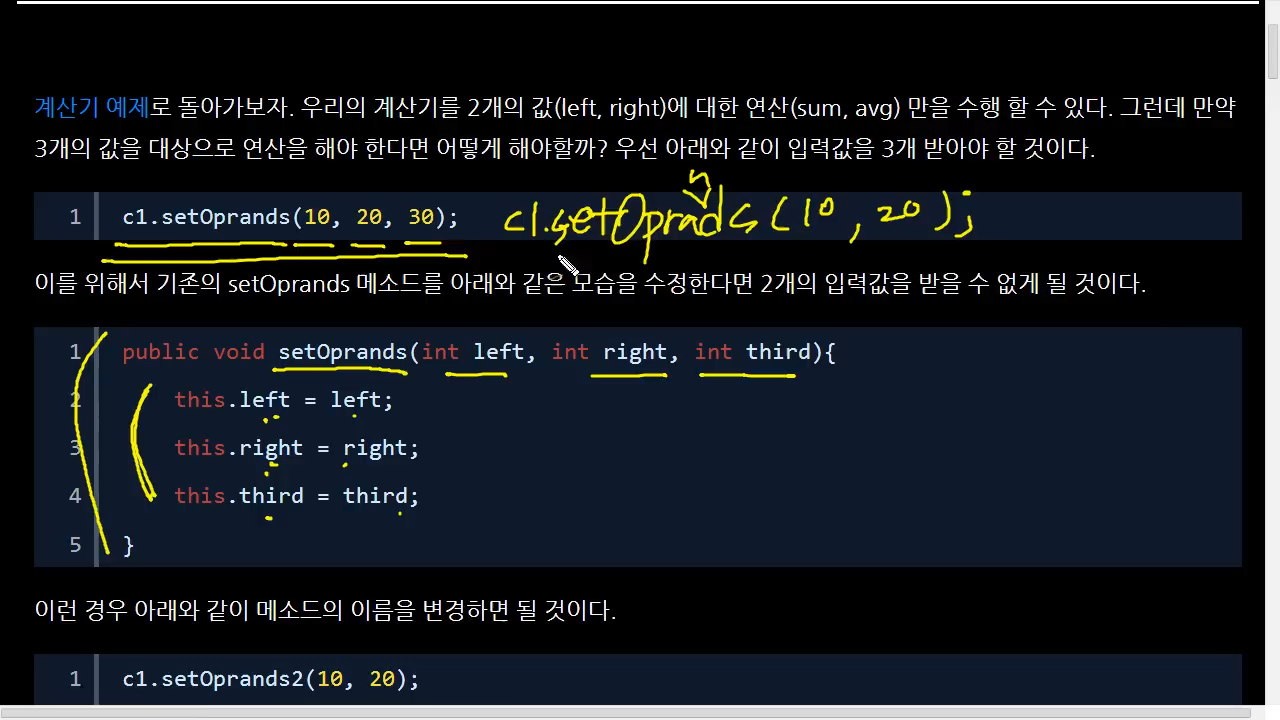 계산기 예제로 돌아가보자. 우리의 계산기를 2개의 값(left, right)에 대한 연산(sum, avg) 만을 수행 할 수 있다. 그런데 만약
3개의 값을 대상으로 연산을 해야 한다면 어떻게 해야할까? 우선 아래와 같이 입력값을 3개 받아야 할 것이다.
1 c1.setOprands(10, 20, 30); c1.setOprads(10, 20);
n
이를 위해서 기존의 setOprands 메소드를 아래와 같은 모습을 수정한다면 2개의 입력값을 받을 수 없게 될 것이다.
1 public void setOprands(int left, int right, int third){
2 this.left = left;
3 this.right = right;
4 this.third = third;
5 }
이런 경우 아래와 같이 메소드의 이름을 변경하면 될 것이다.
1 c1.setOprands2(10, 20);